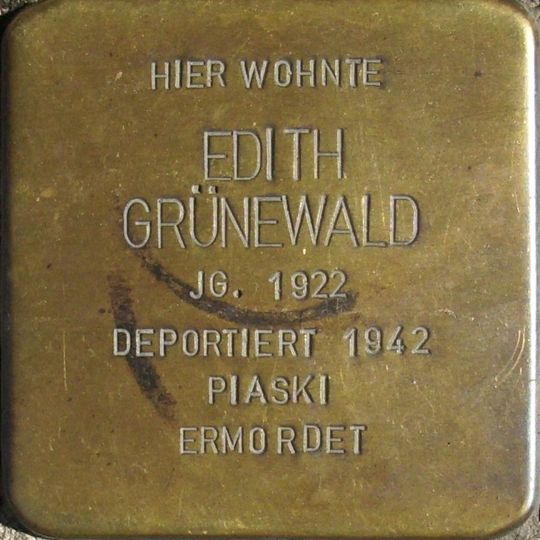 HIER WOHNTE
EDITH
GRÜNEWALD
JG. 1922
DEPORTIERT 1942
PIASKI
ERMORDET